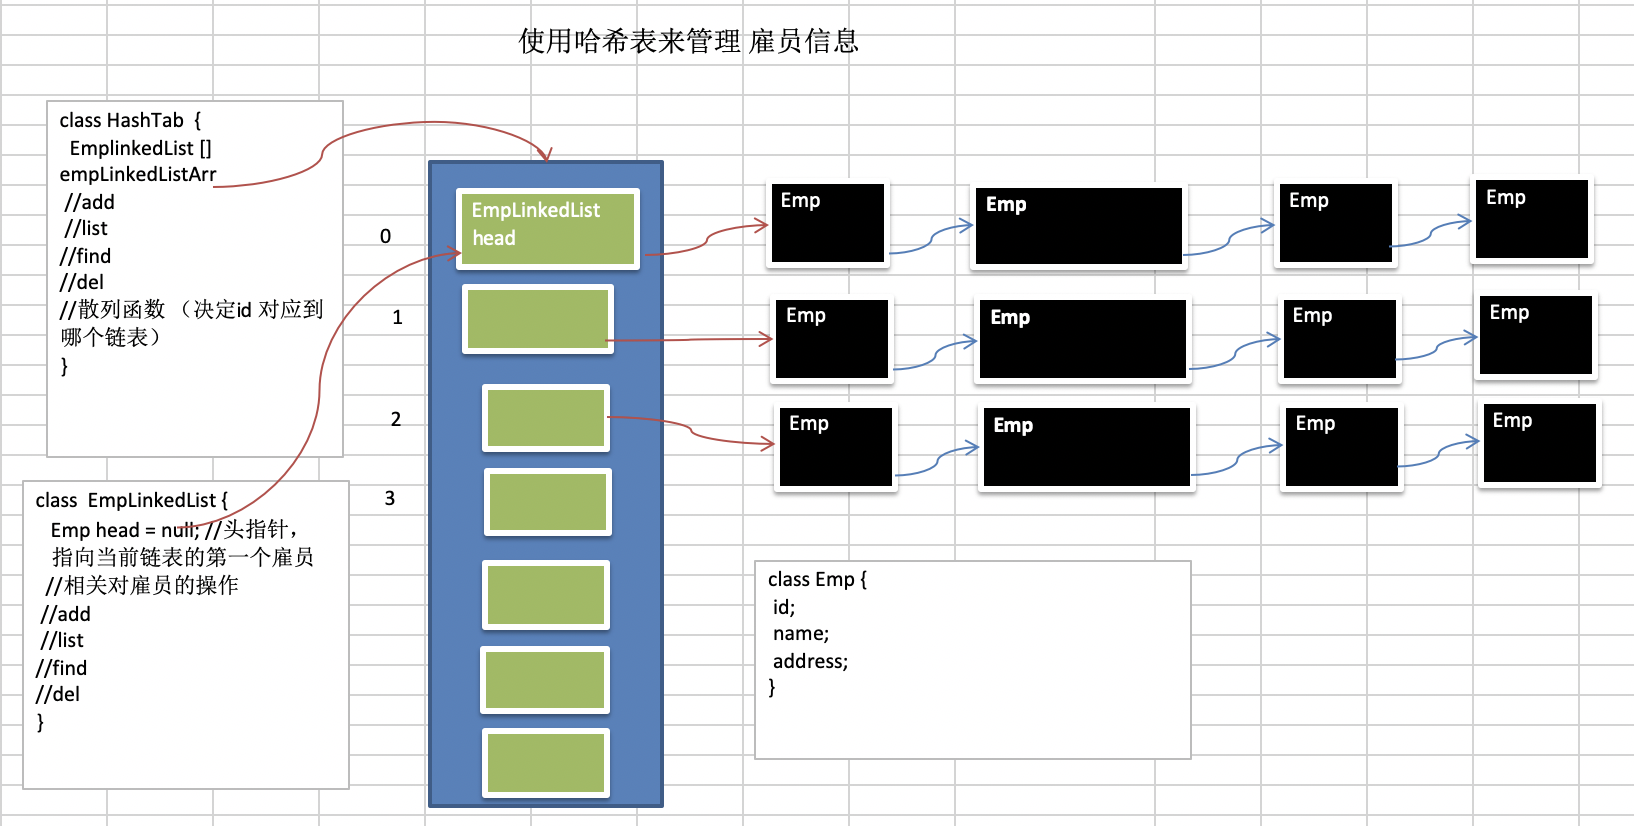 使用哈希表来管理 雇员信息
class HashTab {
EmplinkedList []
empLinkedListArr
//add
//list
//find
//del
//散列函数 （决定id 对应到
哪个链表）
}
class EmpLinkedList {
Emp head = null; //头指针，
指向当前链表的第一个雇员
//相关对雇员的操作
//add
//list
//find
//del
}
0
1
2
3
EmpLinkedList
head
Emp
Emp
Emp
Emp
Emp
Emp
Emp
Emp
Emp
Emp
Emp
Emp
class Emp {
id;
name;
address;
}